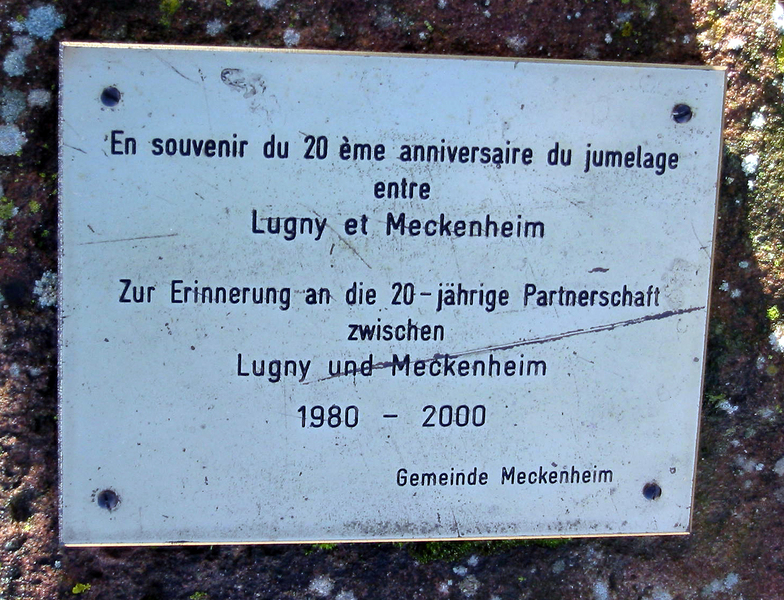 En souvenir du 20 ème anniversaire du jumelage
entre
Lugny et Meckenheim
Zur Erinnerung an die 20-jährige Partnerschaft
zwischen
Lugny und Meckenheim
1980 - 2000
Gemeinde Meckenheim